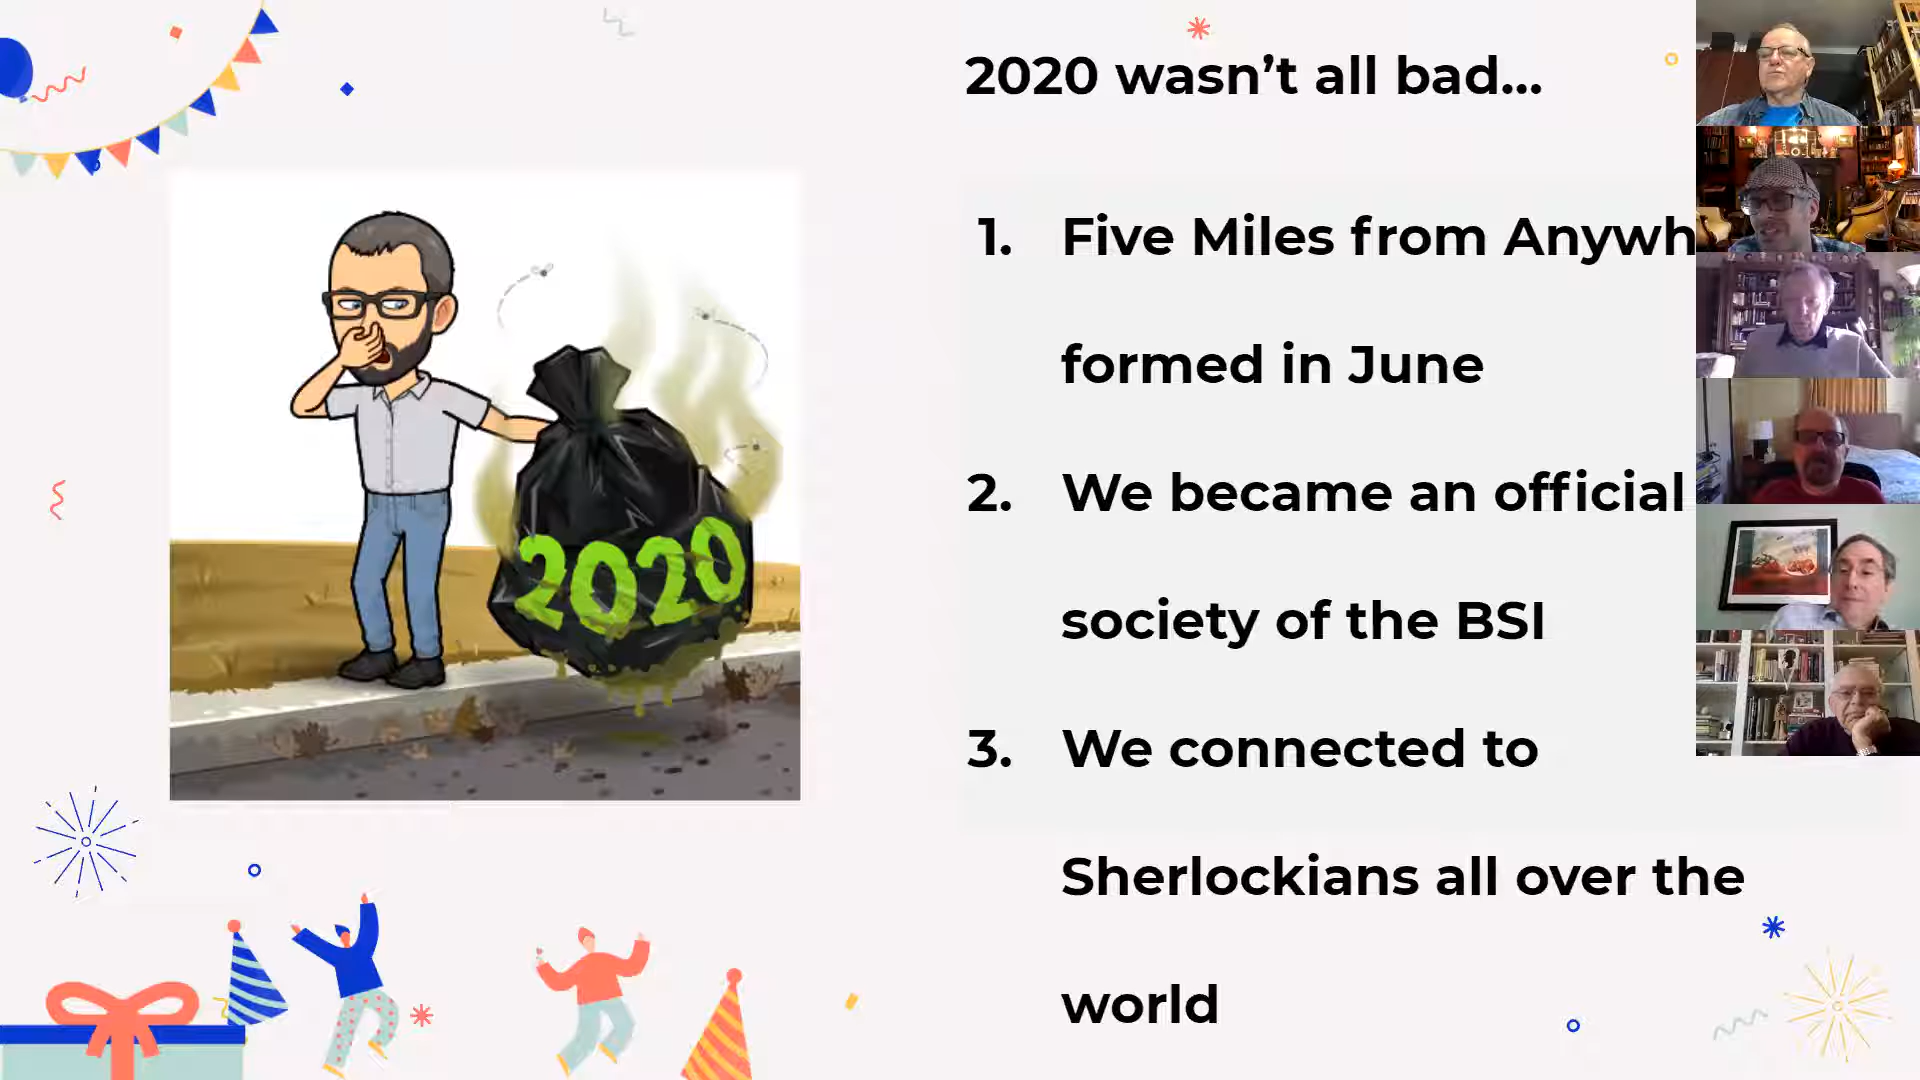 2020 wasn't all bad...
1. Five Miles from Anywh
formed in June
2. We became an official
society of the BSI
3. We connected to
Sherlockians all over the
world
2020